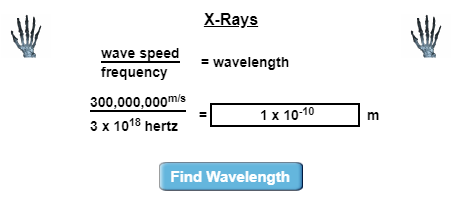 X-Rays
wave speed
frequency
= wavelength
300,000,000m/s
3 x 10¹⁸ hertz
=
1 x 10⁻¹⁰
m
Find Wavelength